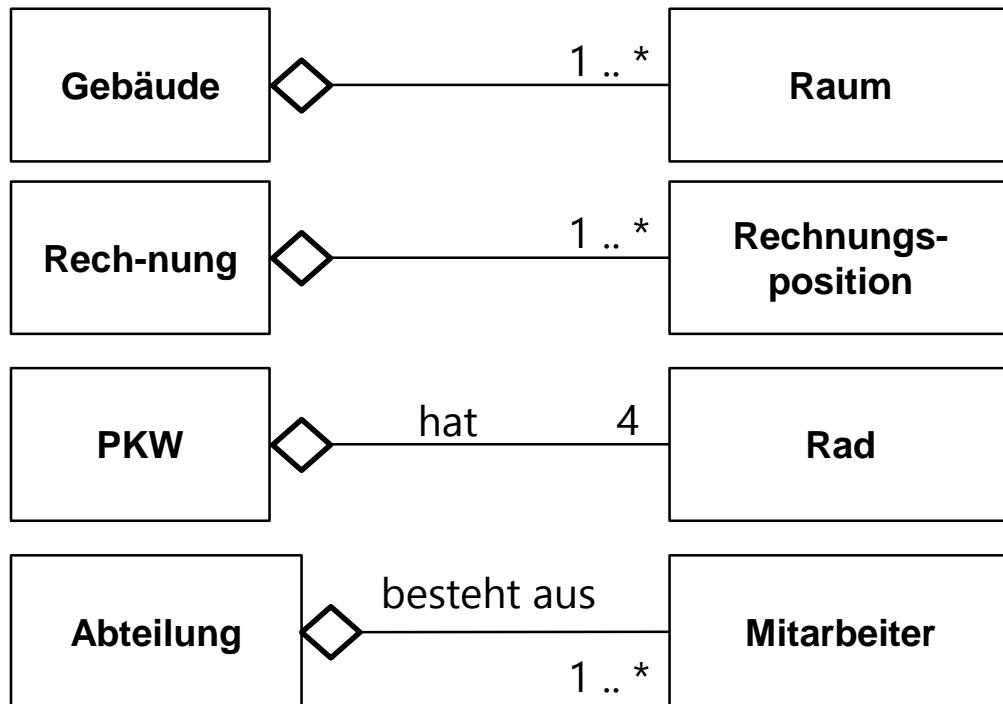 Gebäude
1 .. *
Raum
Rech-nung
1 .. *
Rechnungs-
position
PKW
hat
4
Rad
Abteilung
besteht aus
1 .. *
Mitarbeiter